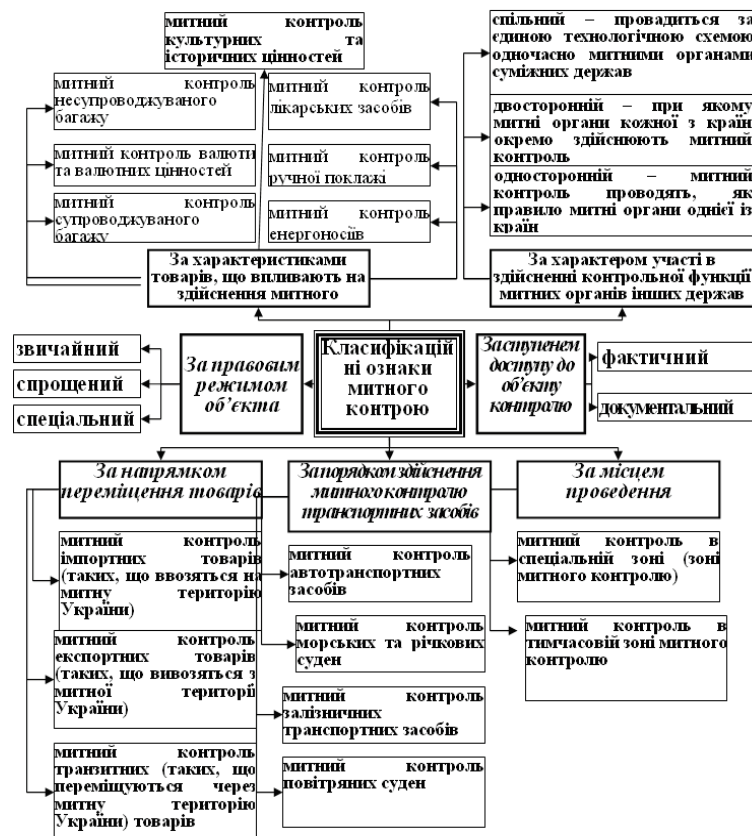 митний контроль
культурних та
історичних цінностей
спільний – провадиться за
єдиною технологічною схемою
одночасно митними органами
суміжних держав
митний контроль
несупроводжуваного
багажу
митний контроль
лікарських засобів
двосторонній – при якому
митні органи кожної з країн
окремо здійснюють митний
контроль
митний контроль валюти
та валютних цінностей
митний контроль
ручної поклажі
односторонній – митний
контроль проводять, як
правило митні органи однієї із
країн
митний контроль
супроводжуваного
багажу
митний контроль
енергоносіїв
За характеристиками
товарів, що впливають на
здійснення митного
За характером участі в
здійсненні контрольної функції
митних органів інших держав
звичайний
спрощений
спеціальний
За правовим
режимом
об’єкта
Класифікацій
ні ознаки
митного
контрою
Заступенем
доступу до
об’єкту
контролю
фактичний
документальний
За напрямком
переміщення товарів
Запорядком здійснення
митного контролю
транспортних засобів
За місцем
проведення
митний контроль
імпортних товарів
(таких, що ввозяться на
митну територію
України)
митний контроль
автотранспортних
засобів
митний контроль в
спеціальній зоні (зоні
митного контролю)
митний контроль
експортних товарів
(таких, що вивозяться з
митної території
України)
митний контроль
морських та річкових
суден
митний контроль в
тимчасовій зоні митного
контролю
митний контроль
залізничних
транспортних засобів
митний контроль
транзитних (таких, що
переміщуються через
митну територію
України) товарів
митний контроль
повітряних суден